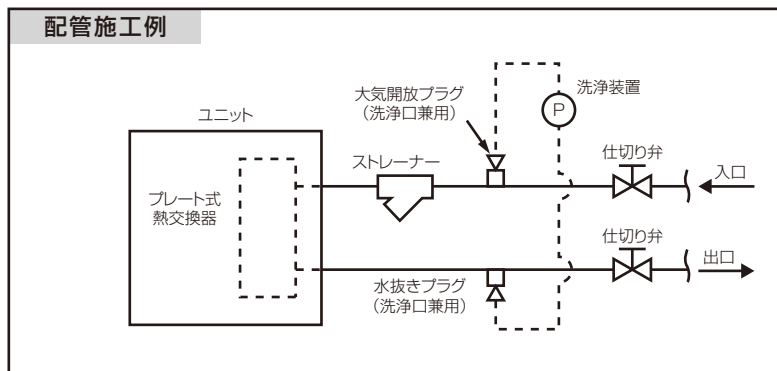 配管施工例
洗浄装置
大気開放プラグ
（洗浄口兼用）
P
ユニット
ストレーナー
仕切り弁
入口
プレート式
熱交換器
仕切り弁
出口
水抜きプラグ
（洗浄口兼用）